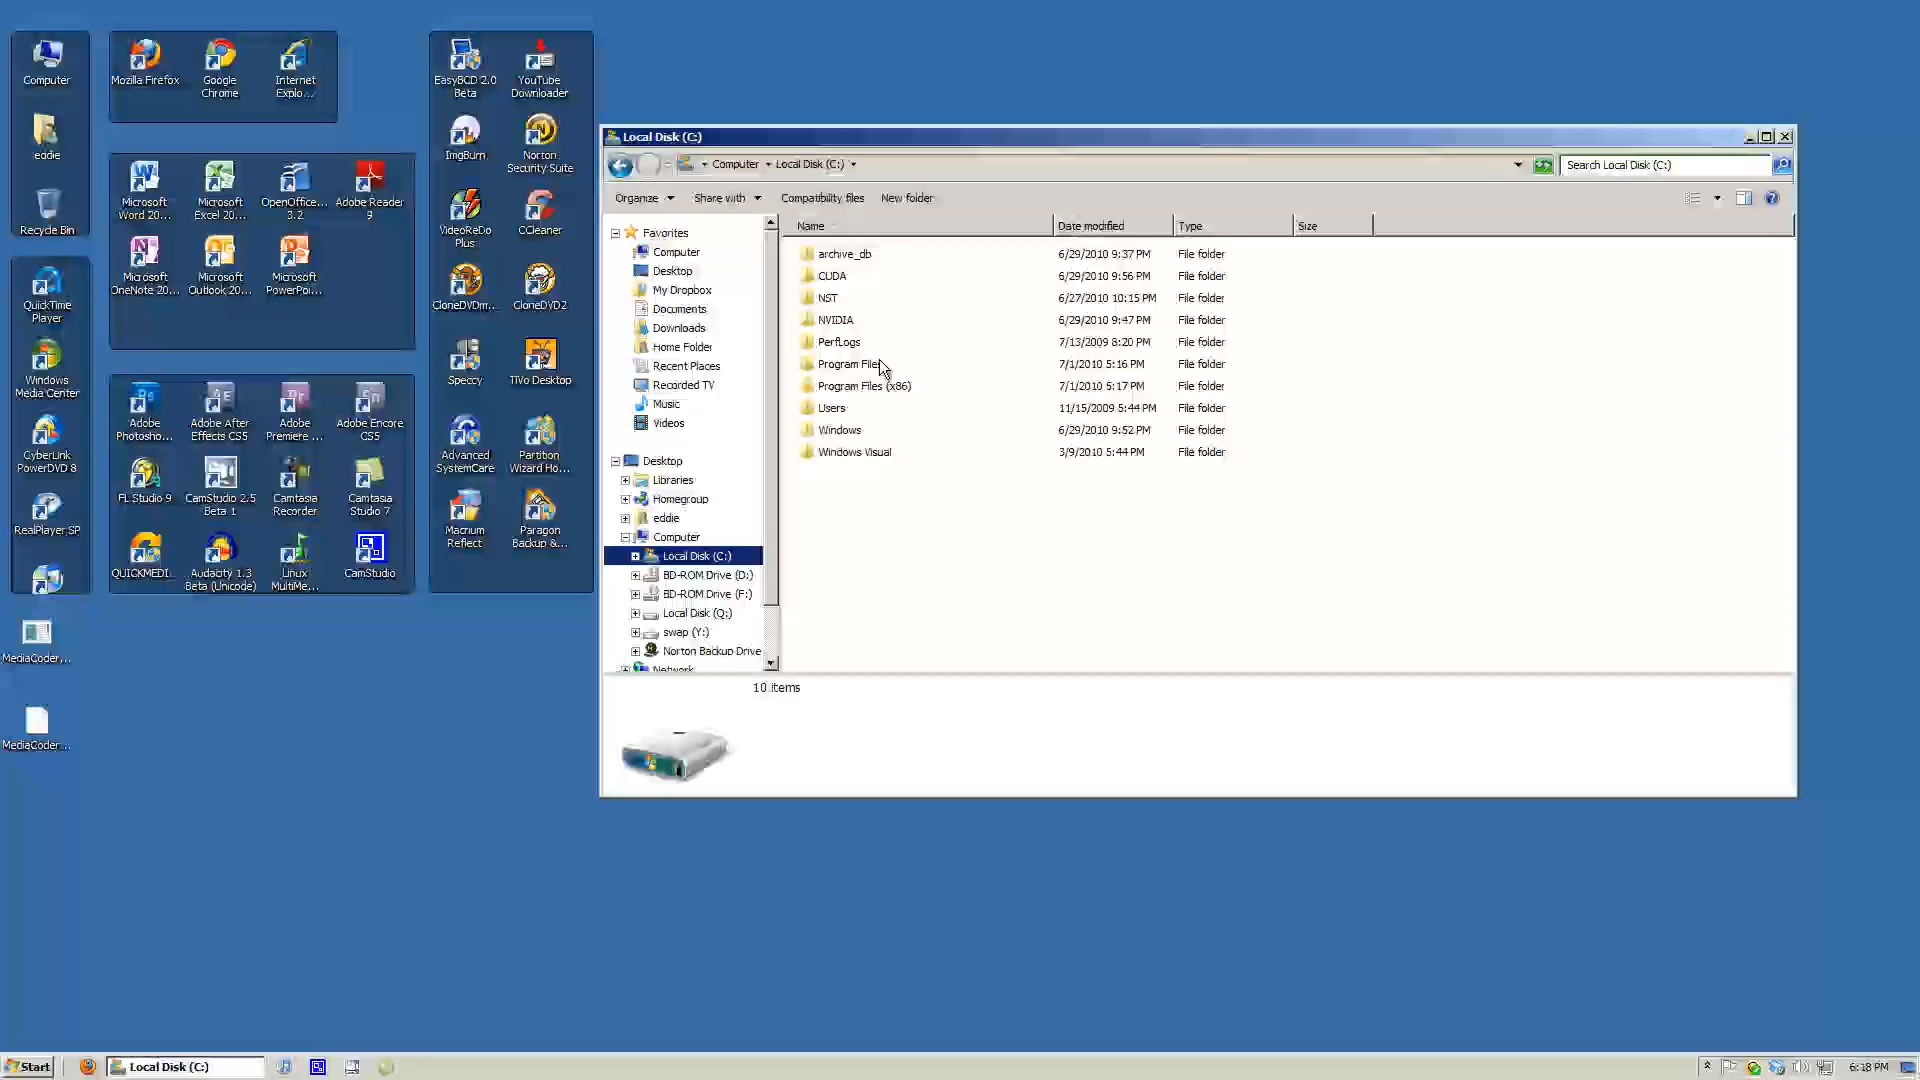 Computer
eddie
Recycle Bin
QuickTime
Player
Windows
Media Center
CyberLink
PowerDVD 8
RealPlayer SP
MediaCoder...
MediaCoder...
Mozilla Firefox
Google
Chrome
Internet
Explo...
Microsoft
Word 20...
Microsoft
Excel 20...
OpenOffice....
3.2
Adobe Reader
9
Microsoft
OneNote 20...
Microsoft
Outlook 20...
Microsoft
PowerPoi...
Adobe
Photosho...
Adobe After
Effects CS5
Adobe
Premiere ...
Adobe Encore
CS5
FL Studio 9
CamStudio 2.5
Beta 1
Camtasia
Recorder
Camtasia
Studio 7
QUICKMEDI...
Audacity 1.3
Beta (Unicode)
Linux
MultiMe...
CamStudio
EasyBCD 2.0
Beta
YouTube
Downloader
ImgBurn
Norton
Security Suite
VideoReDo
Plus
CCleaner
CloneDVDm...
CloneDVD2
Speccy
TiVo Desktop
Advanced
SystemCare
Partition
Wizard Ho...
Macrium
Reflect
Paragon
Backup &...
Local Disk (C:)
Computer Local Disk (C:)
Search Local Disk (C:)
Organize Share with Compatibility files New folder
Favorites
Computer
Desktop
My Dropbox
Documents
Downloads
Home Folder
Recent Places
Recorded TV
Music
Videos
Desktop
Libraries
Homegroup
eddie
Computer
Local Disk (C:)
BD-ROM Drive (D:)
BD-ROM Drive (F:)
Local Disk (Q:)
swap (Y:)
Norton Backup Drive
Network
Name Date modified Type Size
archive_db 6/29/2010 9:37 PM File folder
CUDA 6/29/2010 9:56 PM File folder
NST 6/27/2010 10:15 PM File folder
NVIDIA 6/29/2010 9:47 PM File folder
PerfLogs 7/13/2009 8:20 PM File folder
Program Files 7/1/2010 5:16 PM File folder
Program Files (x86) 7/1/2010 5:17 PM File folder
Users 11/15/2009 5:44 PM File folder
Windows 6/29/2010 9:52 PM File folder
Windows Visual 3/9/2010 5:44 PM File folder
10 items
Start
Local Disk (C:)
6:18 PM